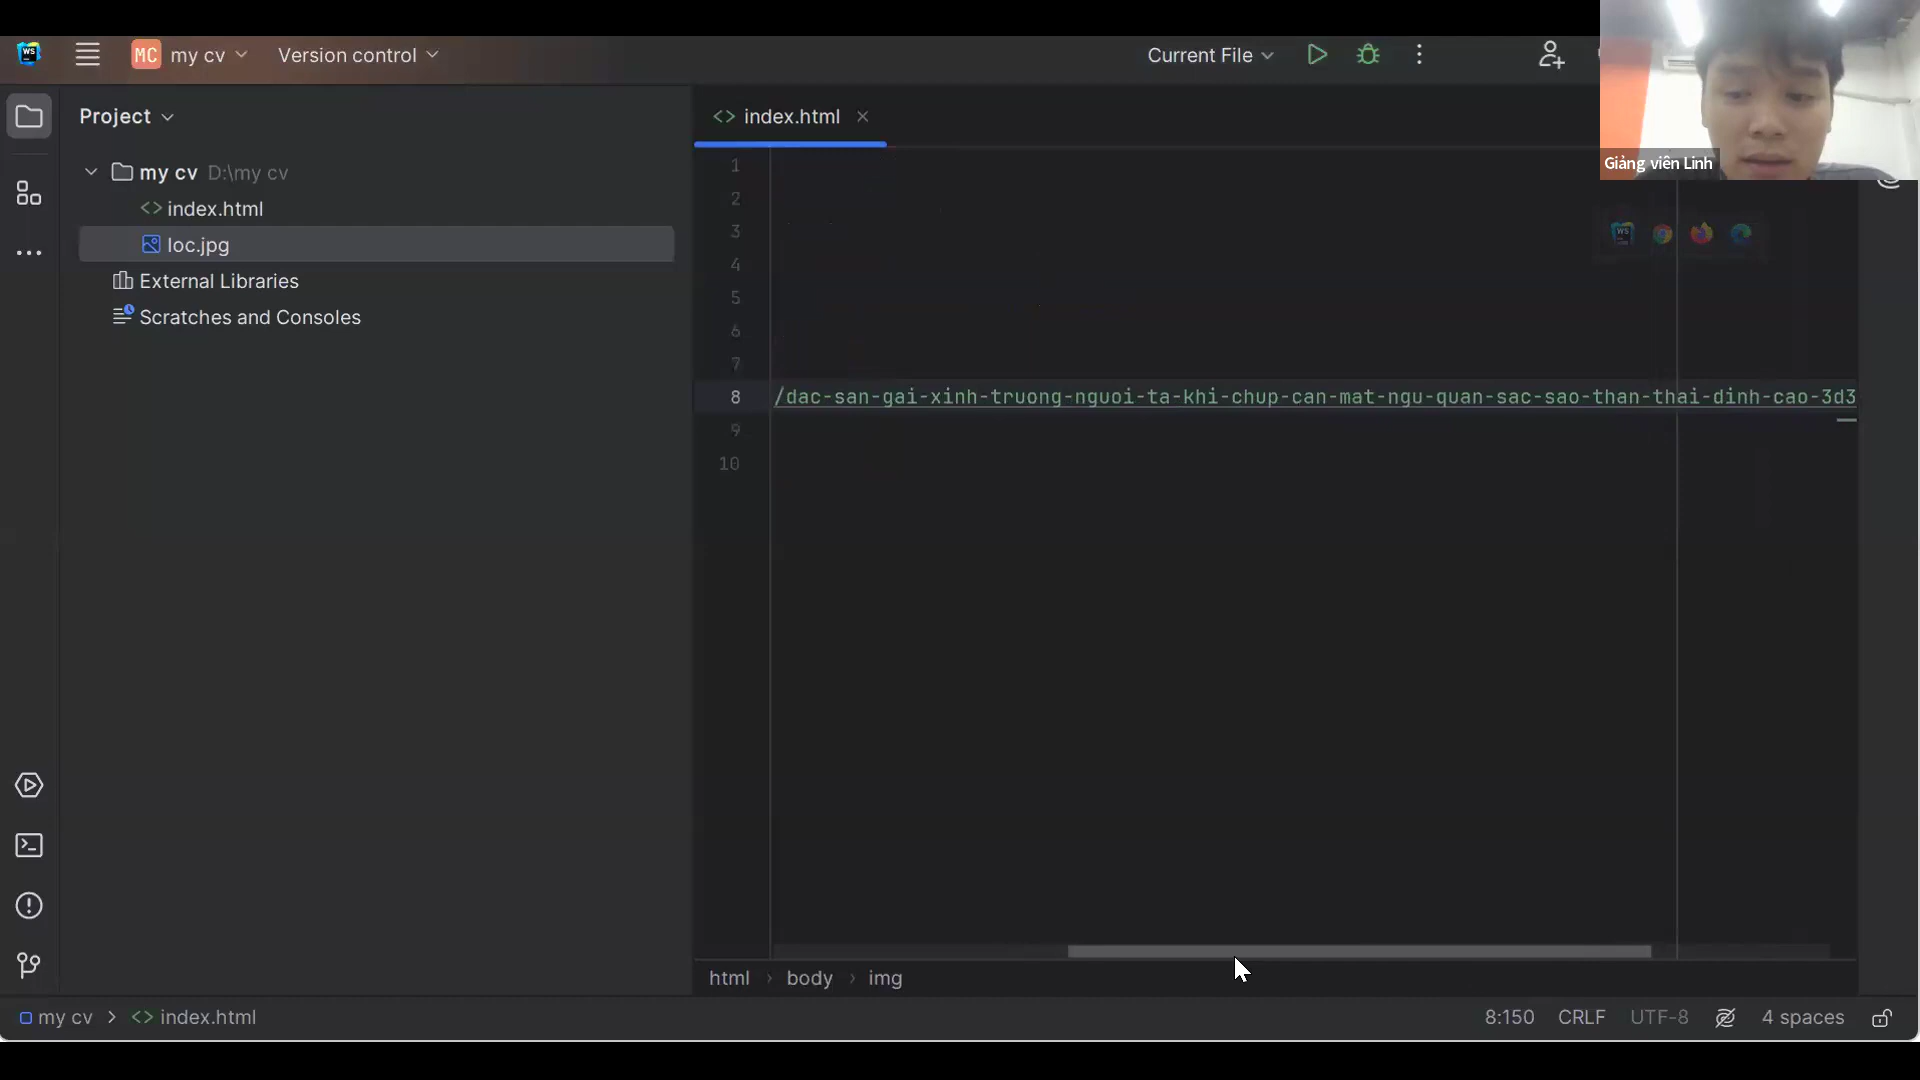 WS
MC my cv
Version control
Current File
Giảng viên Linh
Project
index.html
my cv D:\my cv
index.html
loc.jpg
External Libraries
Scratches and Consoles
1
2
3
4
5
6
7
8 /dac-san-gai-xinh-truong-nguoi-ta-khi-chup-can-mat-ngu-quan-sac-sao-than-thai-dinh-cao-3d3
9
10
WS
html › body › img
my cv > <> index.html
8:150 CRLF UTF-8 4 spaces